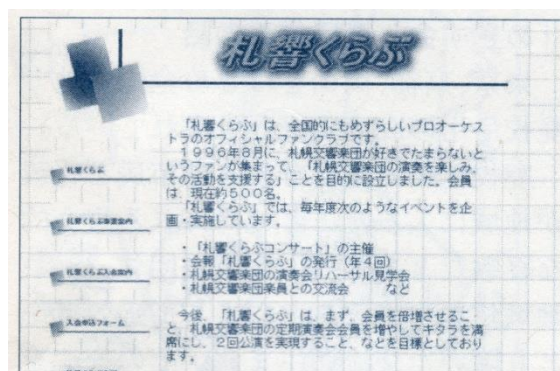 札響くらぶ
「札響くらぶ」は、全国的にもめずらしいプロオーケス
トラのオフィシャルファンクラブです。
1996年8月に、札幌交響楽団が好きでたまらないと
いうファンが集まって、「札幌交響楽団の演奏を楽しみ、
その活動を支援する」ことを目的に設立しました。会員
は、現在約500名。
「札響くらぶ」では、毎年度次のようなイベントを企
画・実施しています。
・「札響くらぶコンサート」の主催
・会報「札響くらぶ」の発行（年4回）
・札幌交響楽団の演奏会リハーサル見学会
・札幌交響楽団楽員との交流会 など
今後、「札響くらぶ」は、まず、会員を倍増させるこ
と、札幌交響楽団の定期演奏会会員を増やしてキタラを満
席にし、2回公演を実現すること、などを目標としており
ます。
札響くらぶ
札響くらぶ入会案内
入会申込フォーム